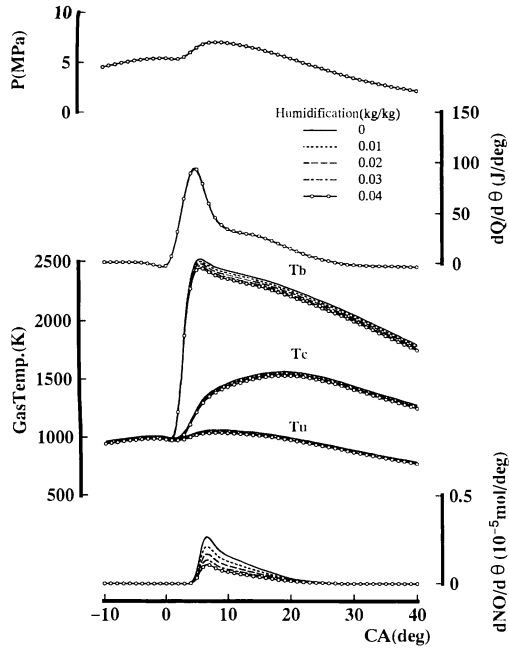 10
5
0
P(MPa)
Humidification(kg/kg)
0
0.01
0.02
0.03
0.04
150
100
50
0
dQ/d θ (J/deg)
2500
2000
1500
1000
500
GasTemp.(K)
Tb
Tc
Tu
0.5
0
dNO/d θ (10⁻⁵mol/deg)
−10 0 10 20 30 40
CA(deg)